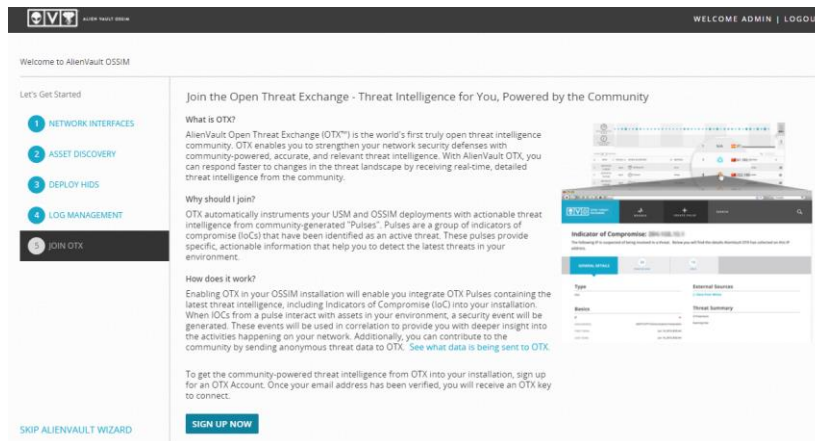 ALIEN VAULT OSSIM
WELCOME ADMIN | LOGOU
Welcome to AlienVault OSSIM
Let's Get Started
1 NETWORK INTERFACES
2 ASSET DISCOVERY
3 DEPLOY HIDS
4 LOG MANAGEMENT
5 JOIN OTX
SKIP ALIENVAULT WIZARD
Join the Open Threat Exchange - Threat Intelligence for You, Powered by the Community
What is OTX?
AlienVault Open Threat Exchange (OTX™) is the world's first truly open threat intelligence
community. OTX enables you to strengthen your network security defenses with
community-powered, accurate, and relevant threat intelligence. With AlienVault OTX, you
can respond faster to changes in the threat landscape by receiving real-time, detailed
threat intelligence from the community.
Why should I join?
OTX automatically instruments your USM and OSSIM deployments with actionable threat
intelligence from community-generated "Pulses". Pulses are a group of indicators of
compromise (IoCs) that have been identified as an active threat. These pulses provide
specific, actionable information that help you to detect the latest threats in your
environment.
How does it work?
Enabling OTX in your OSSIM installation will enable you integrate OTX Pulses containing the
latest threat intelligence, including Indicators of Compromise (IoC) into your installation.
When IOCs from a pulse interact with assets in your environment, a security event will be
generated. These events will be used in correlation to provide you with deeper insight into
the activities happening on your network. Additionally, you can contribute to the
community by sending anonymous threat data to OTX. See what data is being sent to OTX
To get the community-powered threat intelligence from OTX into your installation, sign up
for an OTX Account. Once your email address has been verified, you will receive an OTX key
to connect.
SIGN UP NOW
Indicator of Compromise:
GENERAL DETAILS
Type
External Sources
Basics
Threat Summary